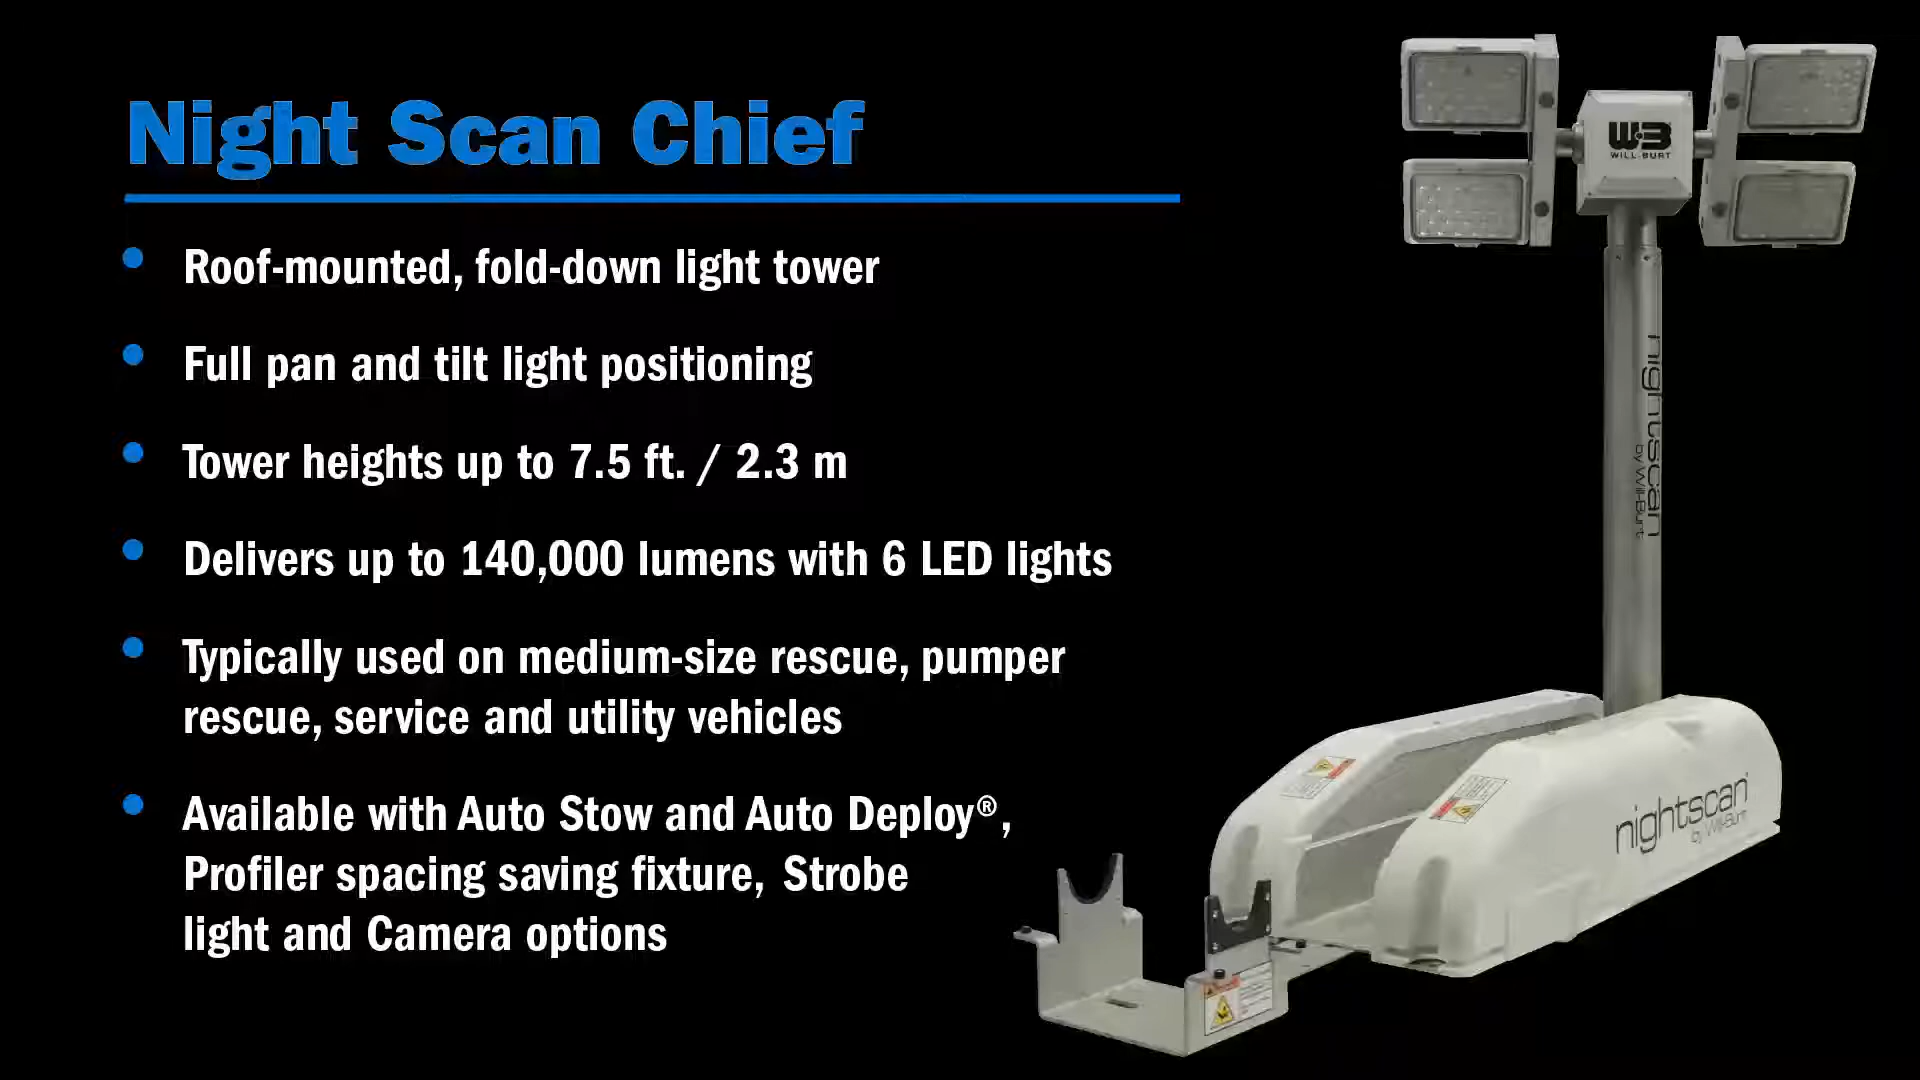 Night Scan Chief
Roof-mounted, fold-down light tower
Full pan and tilt light positioning
Tower heights up to 7.5 ft. / 2.3 m
Delivers up to 140,000 lumens with 6 LED lights
Typically used on medium-size rescue, pumper
rescue, service and utility vehicles
Available with Auto Stow and Auto Deploy®,
Profiler spacing saving fixture, Strobe
light and Camera options
W·B
WILL-BURT
nightscan
by Will-Burt
nightscan
by Will-Burt